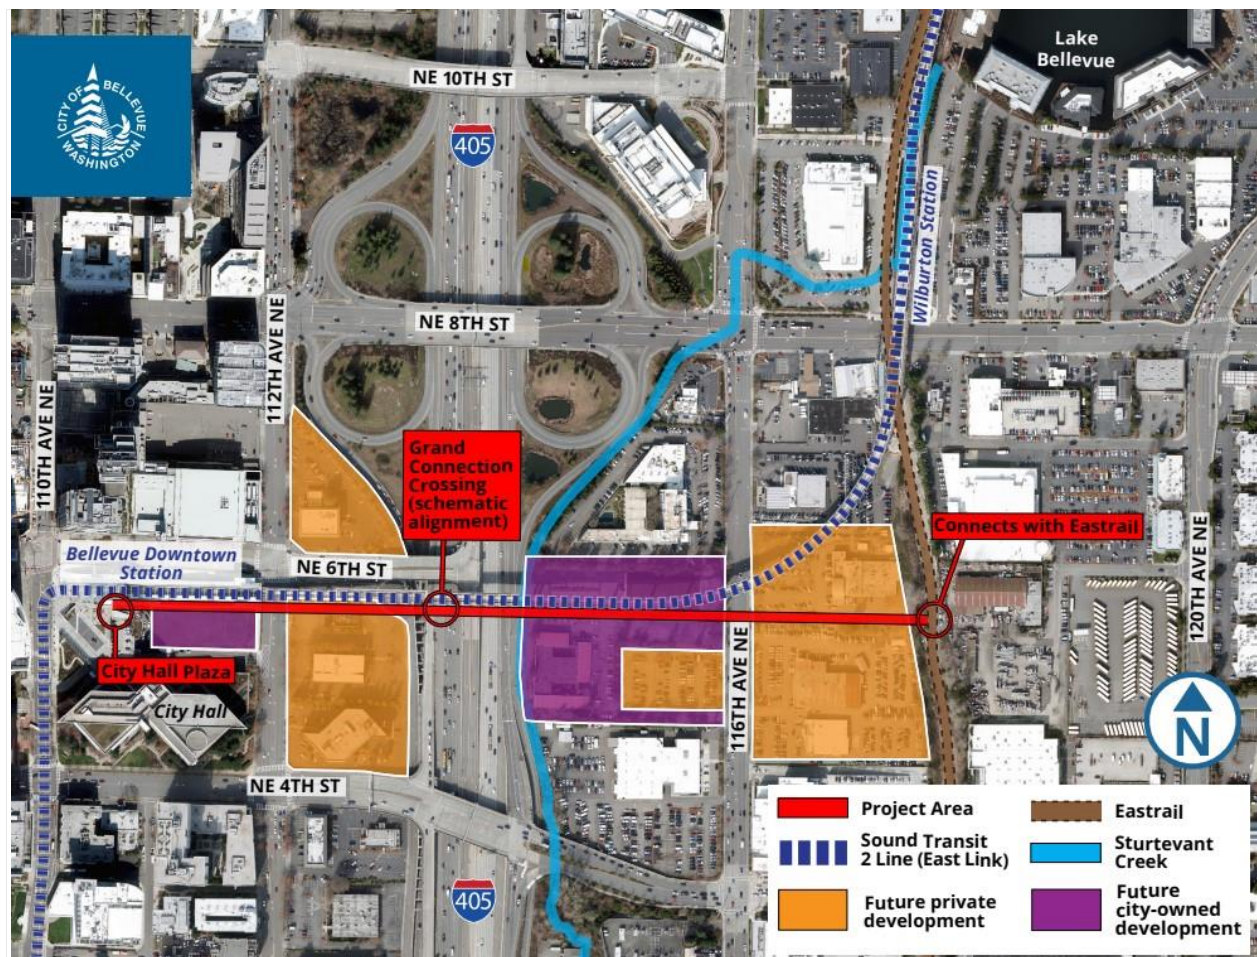 CITY OF BELLEVUE
WASHINGTON
NE 10TH ST
Lake
Bellevue
405
Wilburton Station
NE 8TH ST
112TH AVE NE
110TH AVE NE
Grand
Connection
Crossing
(schematic
alignment)
Connects with Eastrail
Bellevue Downtown
Station
NE 6TH ST
120TH AVE NE
City Hall Plaza
116TH AVE NE
City Hall
N
NE 4TH ST
405
Project Area
Sound Transit
2 Line (East Link)
Future private
development
Eastrail
Sturtevant
Creek
Future
city-owned
development